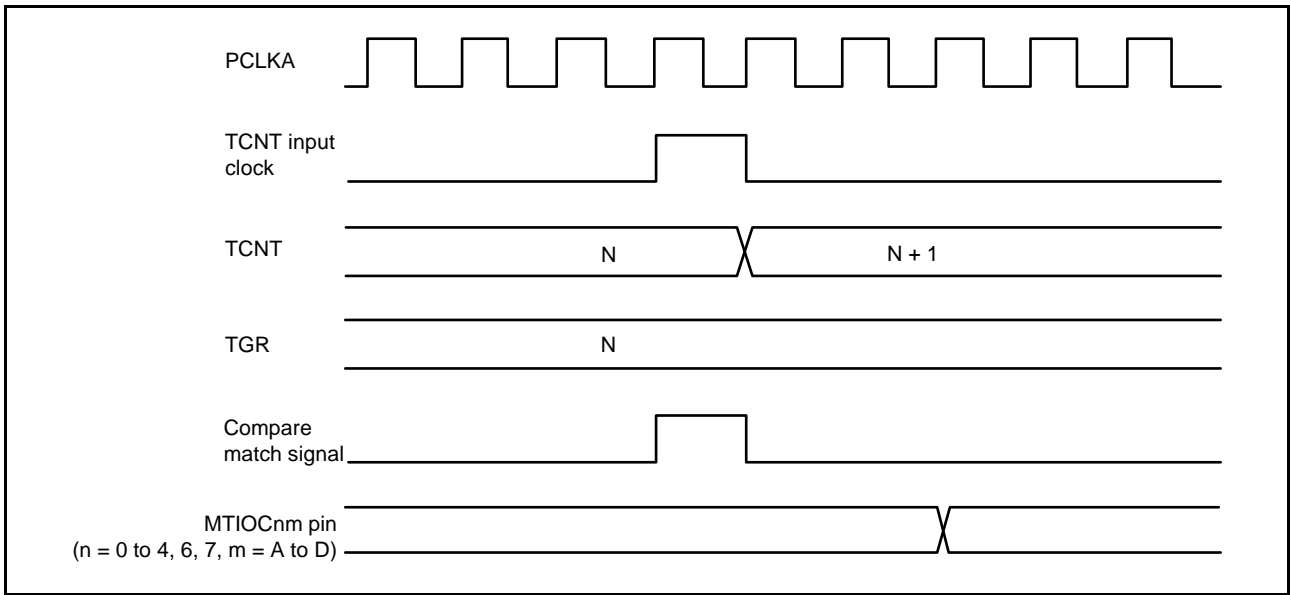 PCLKA
TCNT input
clock
TCNT
N
N + 1
TGR
N
Compare
match signal
MTIOCnm pin
(n = 0 to 4, 6, 7, m = A to D)